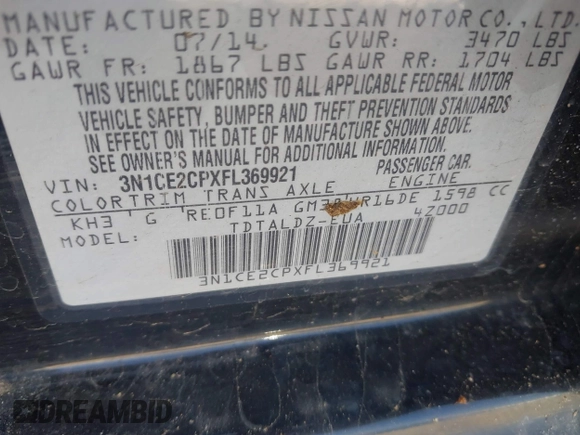 MANUFACTURED BY NISSAN MOTOR CO., LTD.
DATE: 07/14 GVWR: 3470 LBS
GAWR FR: 1867 LBS GAWR RR: 1704 LBS
THIS VEHICLE CONFORMS TO ALL APPLICABLE FEDERAL MOTOR
VEHICLE SAFETY, BUMPER AND THEFT PREVENTION STANDARDS
IN EFFECT ON THE DATE OF MANUFACTURE SHOWN ABOVE.
SEE OWNER'S MANUAL FOR ADDITIONAL INFORMATION.
VIN: 3N1CE2CPXFL369921 PASSENGER CAR.
COLOR TRIM TRANS AXLE ENGINE
KH3 G RE0F11A HR16DE 1598 CC
MODEL: TDTALDZ-EUA 4Z000
3N1CE2CPXFL369921
DREAMBID